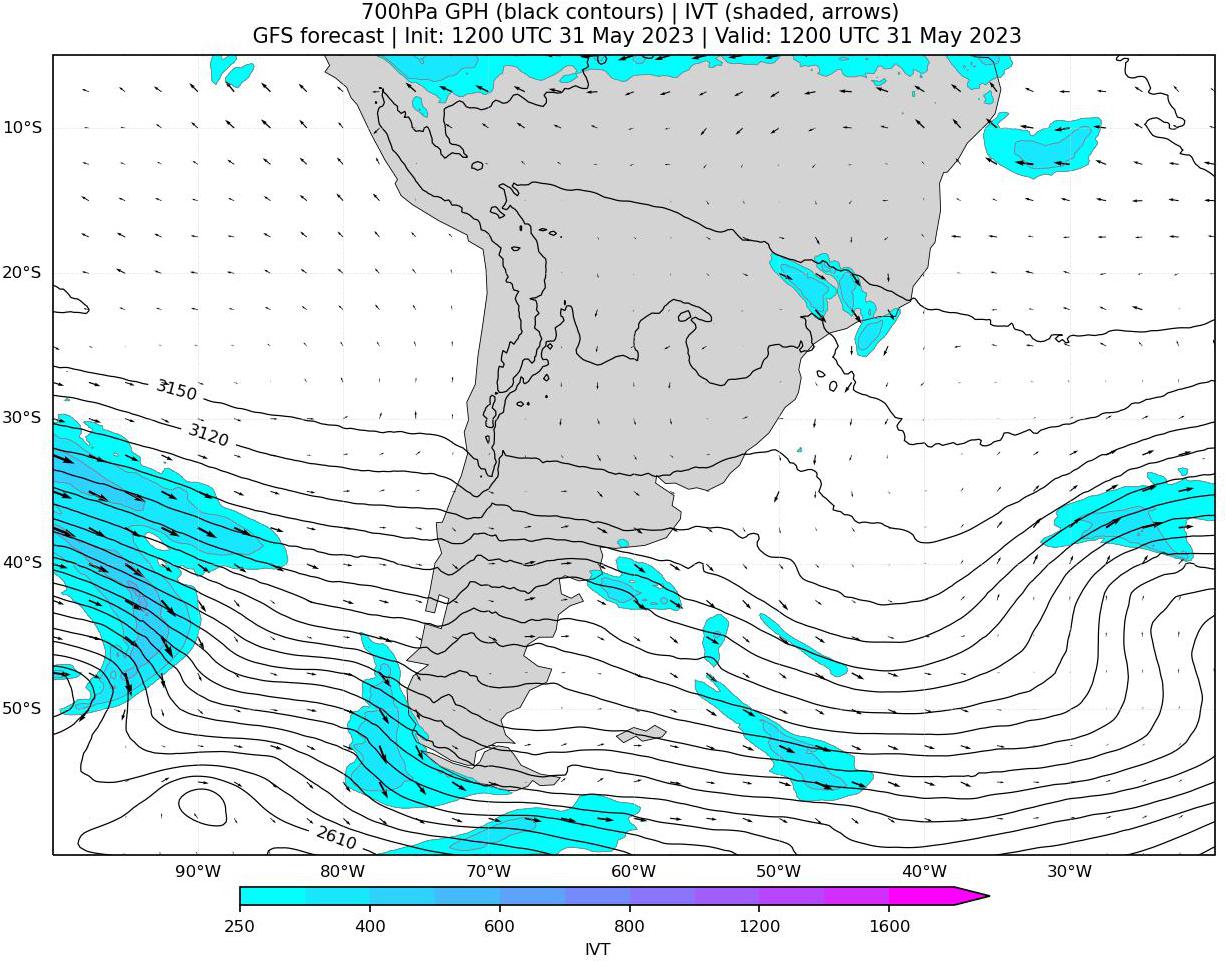 700hPa GPH (black contours) | IVT (shaded, arrows)
GFS forecast | Init: 1200 UTC 31 May 2023 | Valid: 1200 UTC 31 May 2023
10°S
20°S
3150
3120
30°S
40°S
50°S
2610
90°W 80°W 70°W 60°W 50°W 40°W 30°W
250 400 600 800 1200 1600
IVT